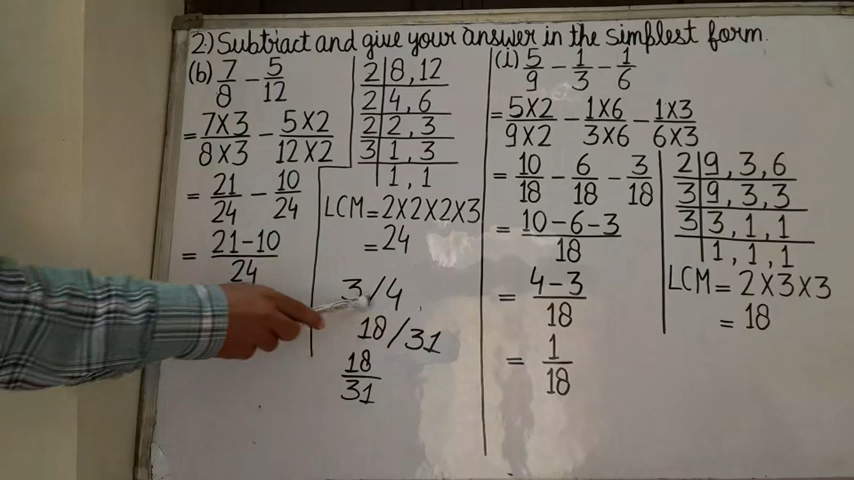 2.) Subtract and give your answer in the simplest form.
(b) 7/8 - 5/12
= 7X3/8X3 - 5X2/12X2
= 21/24 - 10/24
= 21-10/24
2|8, 12
2|4, 6
2|2, 3
3|1, 3
|1, 1
LCM = 2X2X2X3
= 24
3/4
18/31
18/31
(i) 5/9 - 1/3 - 1/6
= 5X2/9X2 - 1X6/3X6 - 1X3/6X3
= 10/18 - 6/18 - 3/18
= 10-6-3/18
= 4-3/18
= 1/18
2|9, 3, 6
3|9, 3, 3
3|3, 1, 1
|1, 1, 1
LCM = 2X3X3
= 18